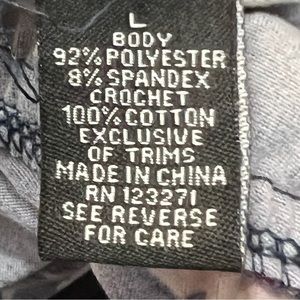 L
BODY
92% POLYESTER
8% SPANDEX
CROCHET
100% COTTON
EXCLUSIVE
OF TRIMS
MADE IN CHINA
RN 123271
SEE REVERSE
FOR CARE